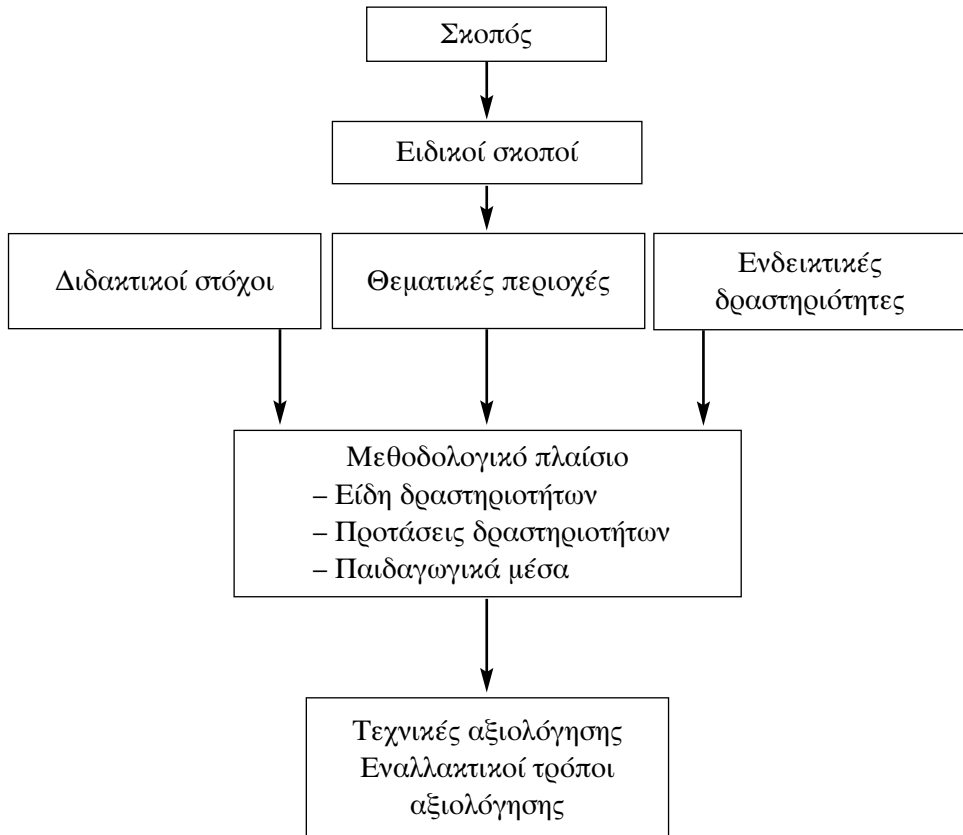 Σκοπός
Ειδικοί σκοποί
Διδακτικοί στόχοι
Θεματικές περιοχές
Ενδεικτικές
δραστηριότητες
Μεθοδολογικό πλαίσιο
– Είδη δραστηριοτήτων
– Προτάσεις δραστηριοτήτων
– Παιδαγωγικά μέσα
Τεχνικές αξιολόγησης
Εναλλακτικοί τρόποι
αξιολόγησης